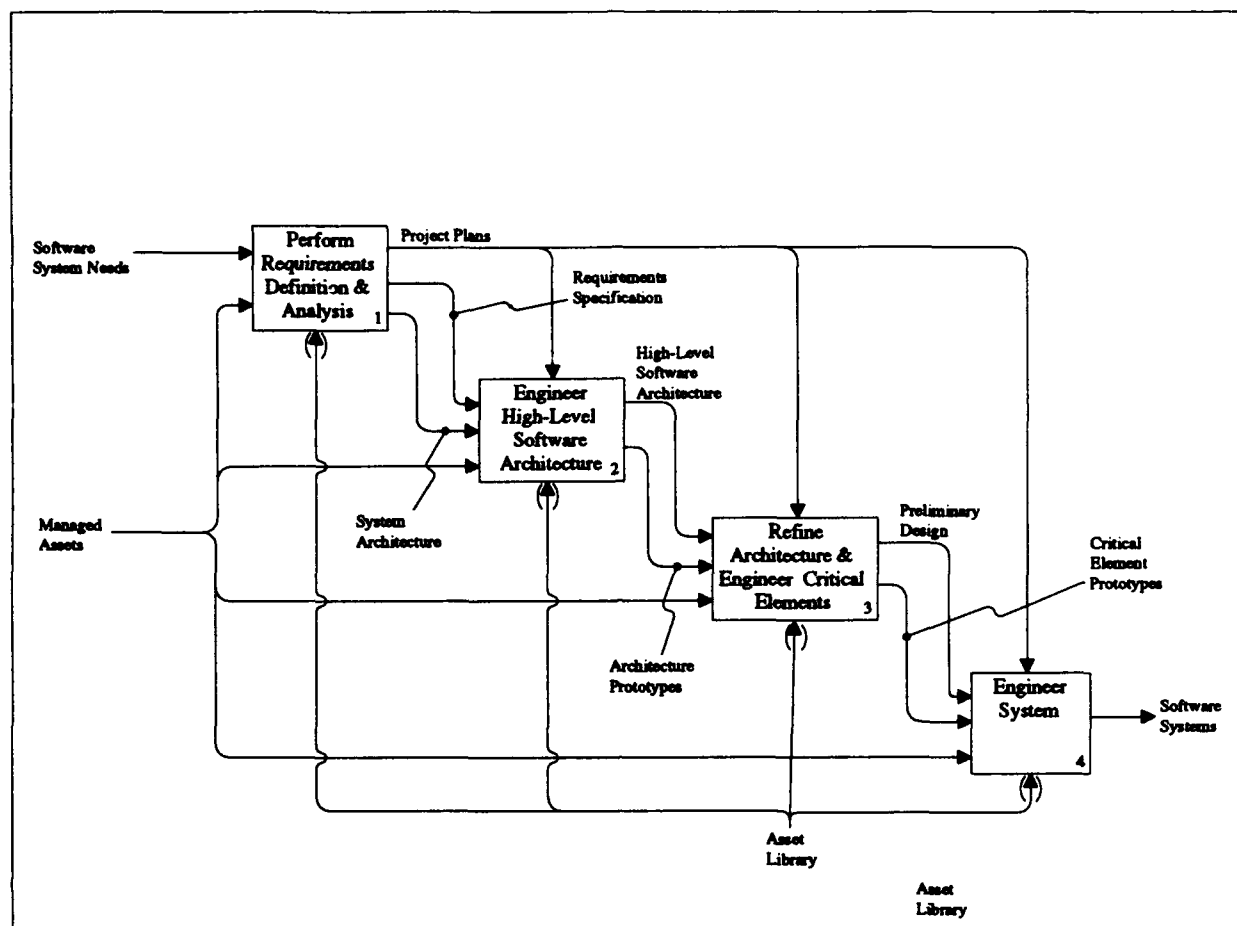 Software
System Needs
Perform
Requirements
Definition &
Analysis
1
Project Plans
Requirements
Specification
High-Level
Software
Architecture
Engineer
High-Level
Software
Architecture
2
Managed
Assets
System
Architecture
Preliminary
Design
Refine
Architecture &
Engineer Critical
Elements
3
Critical
Element
Prototypes
Architecture
Prototypes
Engineer
System
4
Software
Systems
Asset
Library
Asset
Library